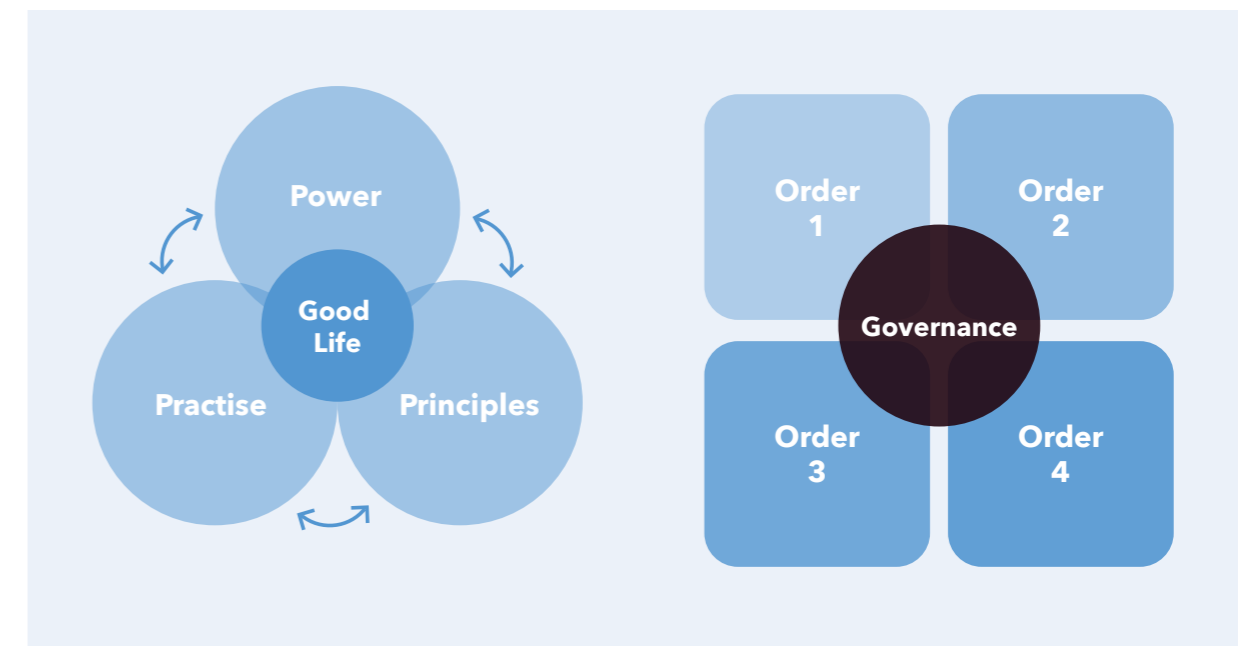 Power
Good
Life
Practise
Principles
Order
1
Order
2
Governance
Order
3
Order
4